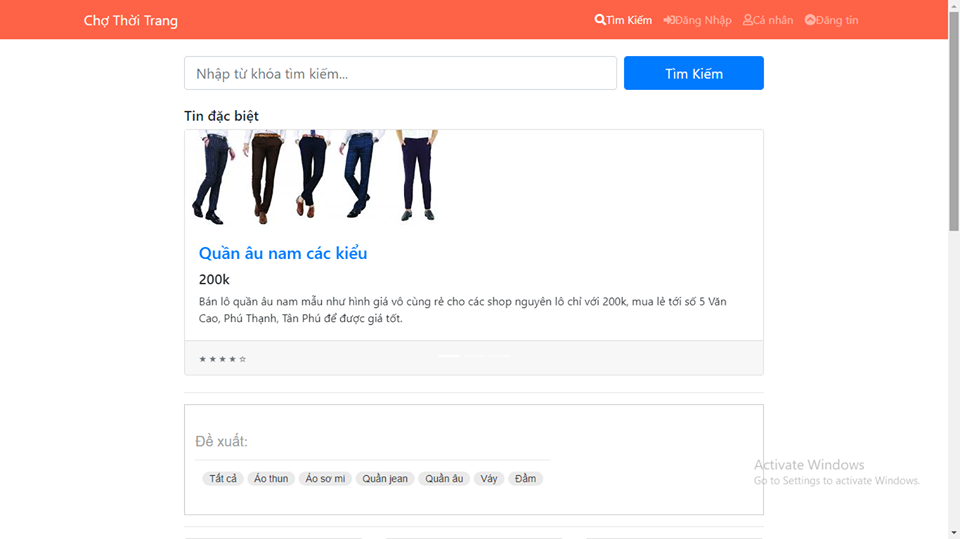 Chợ Thời Trang
Tìm Kiếm Đăng Nhập Cá nhân Đăng tin
Nhập từ khóa tìm kiếm... Tìm Kiếm
Tin đặc biệt
Quần âu nam các kiểu
200k
Bán lô quần âu nam mẫu như hình giá vô cùng rẻ cho các shop nguyên lô chỉ với 200k, mua lẻ tới số 5 Văn
Cao, Phú Thạnh, Tân Phú để được giá tốt.
★ ★ ★ ★ ☆
Đề xuất:
Tất cả Áo thun Áo sơ mi Quần jean Quần âu Váy Đầm
Activate Windows
Go to Settings to activate Windows.